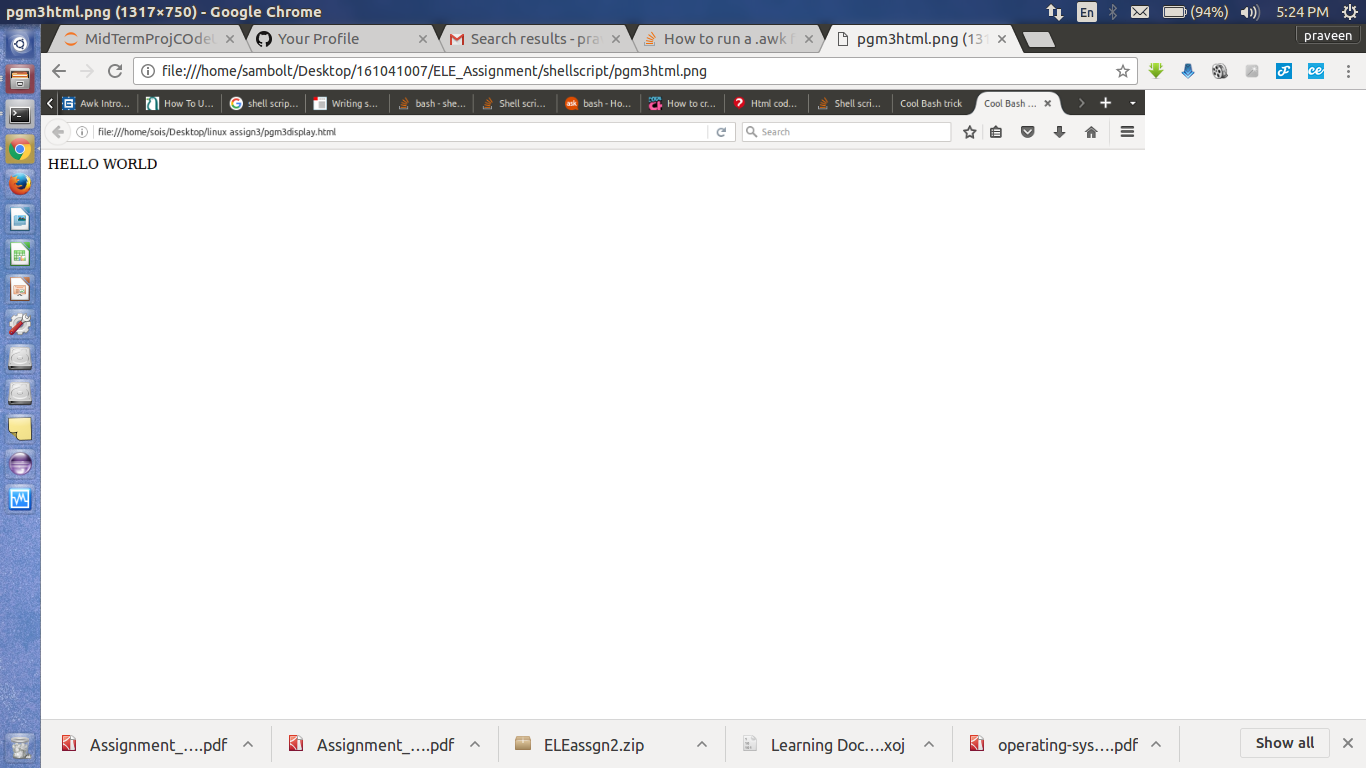 pgm3html.png (1317×750) - Google Chrome
En
(94%)
5:24 PM
MidTermProjCOde
Your Profile
Search results - pra
How to run a .awk f
pgm3html.png (131
praveen
file:///home/sambolt/Desktop/161041007/ELE_Assignment/shellscript/pgm3html.png
Awk Intro...
How To U...
shell scrip...
Writing s...
bash - she...
Shell scri...
bash - Ho...
How to cr...
Html cod...
Shell scri...
Cool Bash trick
Cool Bash ...
file:///home/sois/Desktop/linux assign3/pgm3display.html
Search
HELLO WORLD
Assignment_....pdf
Assignment_....pdf
ELEassgn2.zip
Learning Doc....xoj
operating-sys....pdf
Show all